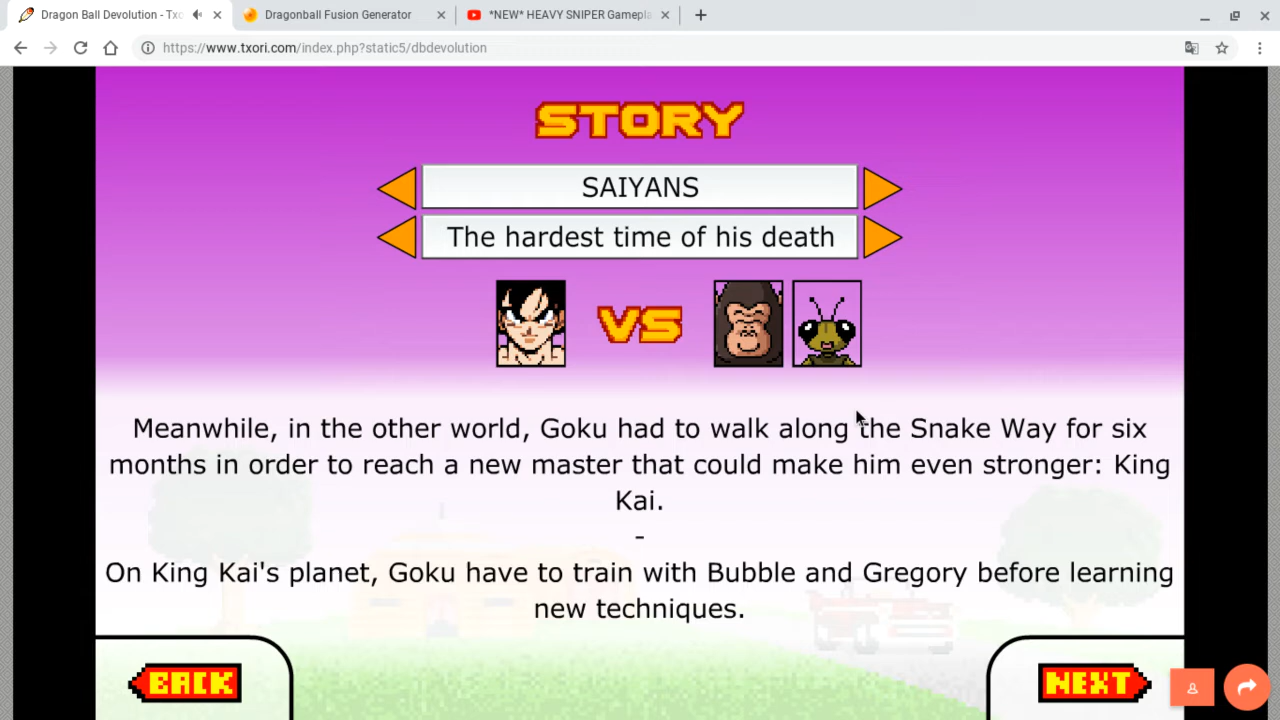 Dragon Ball Devolution - Txo
Dragonball Fusion Generator
*NEW* HEAVY SNIPER Gamepla
https://www.txori.com/index.php?static5/dbdevolution
STORY
SAIYANS
The hardest time of his death
VS
Meanwhile, in the other world, Goku had to walk along the Snake Way for six
months in order to reach a new master that could make him even stronger: King
Kai.
-
On King Kai's planet, Goku have to train with Bubble and Gregory before learning
new techniques.
BACK
NEXT